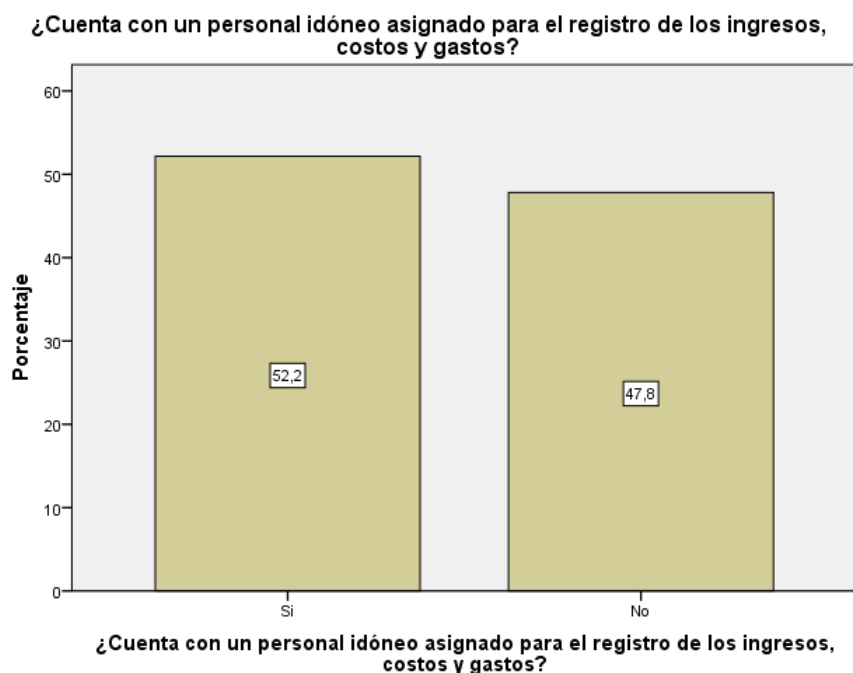 ¿Cuenta con un personal idóneo asignado para el registro de los ingresos,
costos y gastos?
Porcentaje
60
50
40
30
20
10
0
52,2
47,8
Si
No
¿Cuenta con un personal idóneo asignado para el registro de los ingresos,
costos y gastos?